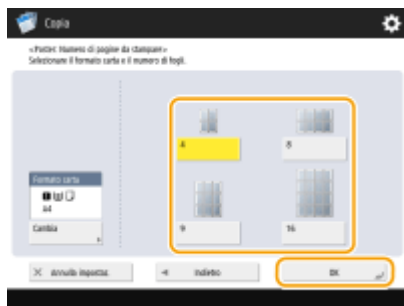 Copia
<Poster: Numero di pagine da stampare>
Selezionare il formato carta e il numero di fogli.
4
8
Formato carta
A4
Cambia
9
16
Annulla impostaz.
Indietro
OK